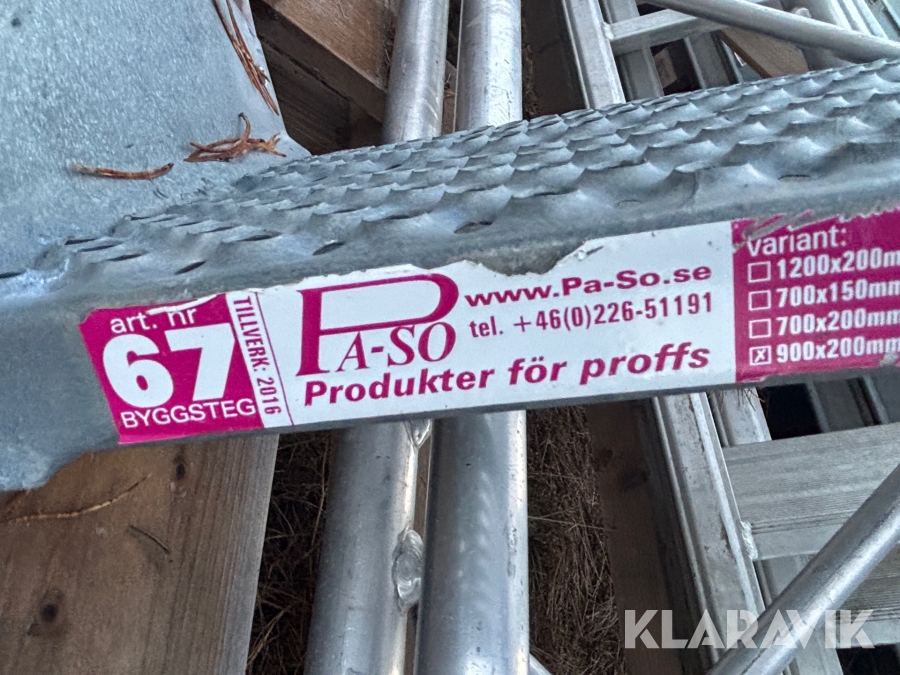 art. nr
67
BYGGSTEG
TILLVERK: 2016
PA-SO
www.Pa-So.se
tel. +46(0)226-51191
Produkter för proffs
variant:
☐ 1200x200m
☐ 700x150mm
☐ 700x200mm
☒ 900x200mm
KLARAVIK